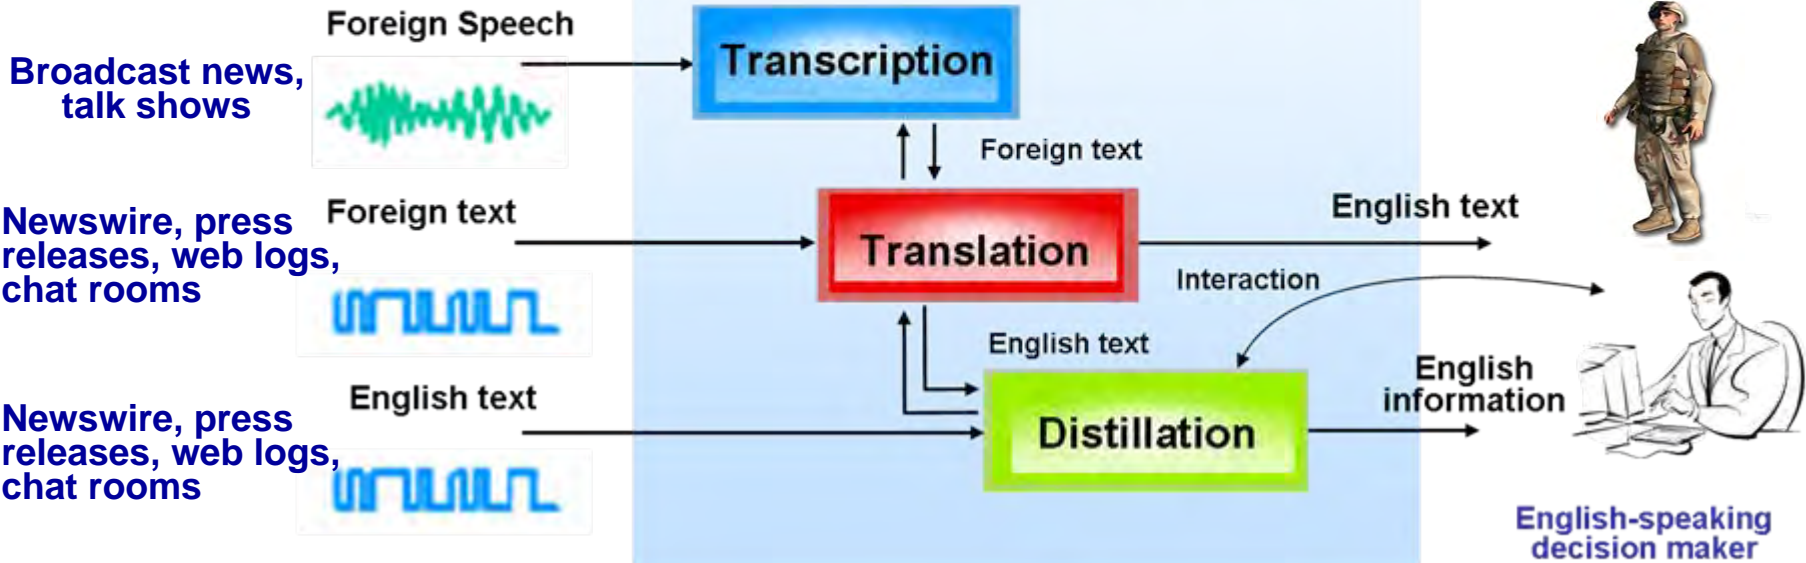 Foreign Speech
Broadcast news,
talk shows
Transcription
Foreign text
Newswire, press
releases, web logs,
chat rooms
Foreign text
Translation
English text
Interaction
English text
Newswire, press
releases, web logs,
chat rooms
English text
Distillation
English
information
English-speaking
decision maker